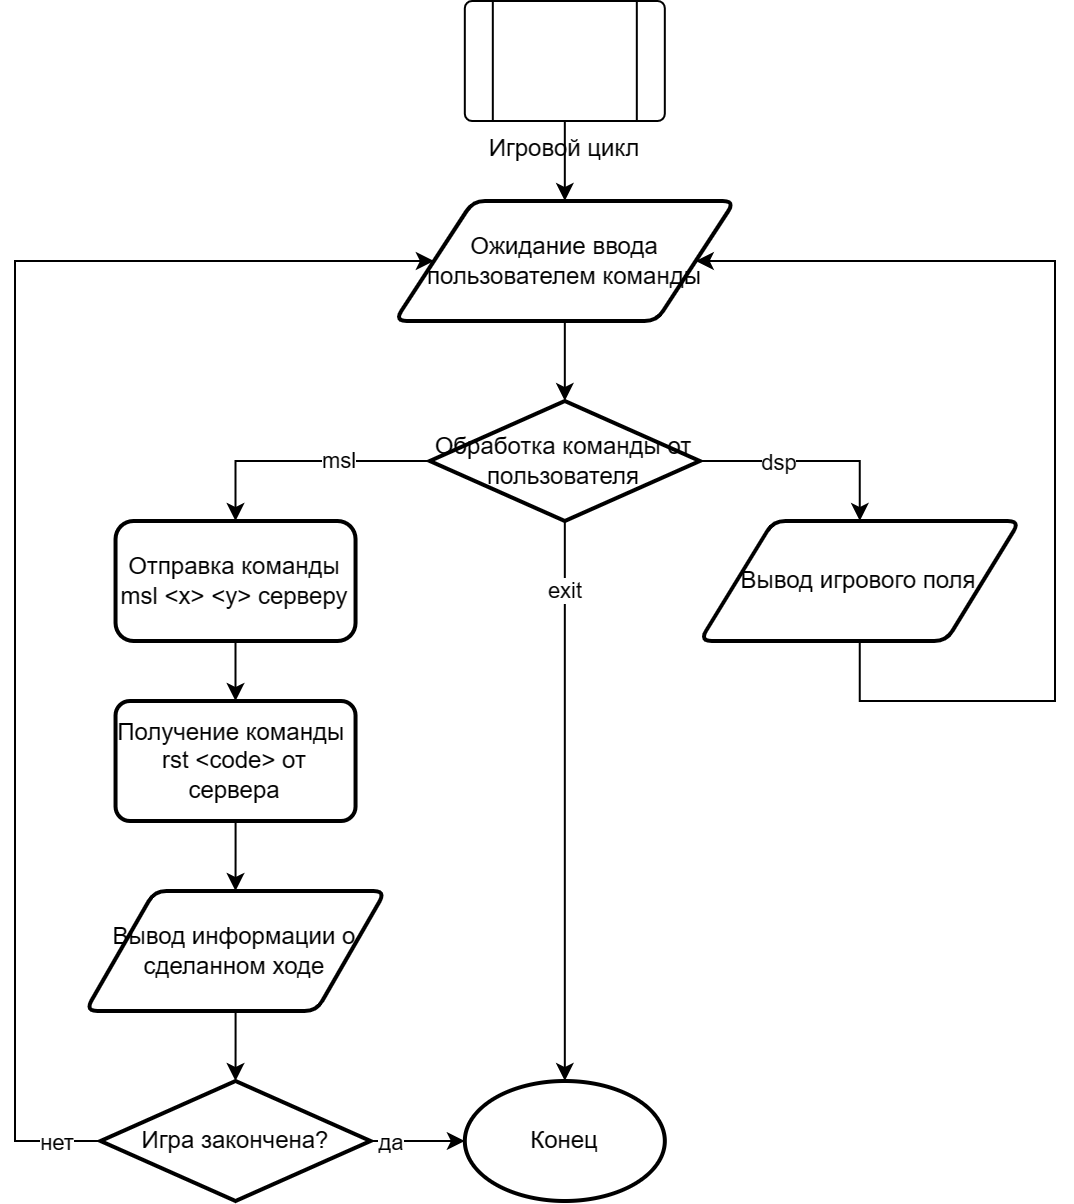 Игровой цикл
Ожидание ввода
пользователем команды
Обработка команды от
пользователя
msl
dsp
Отправка команды
msl <x> <y> серверу
exit
Вывод игрового поля
Получение команды
rst <code> от
сервера
Вывод информации о
сделанном ходе
Игра закончена?
нет
да
Конец